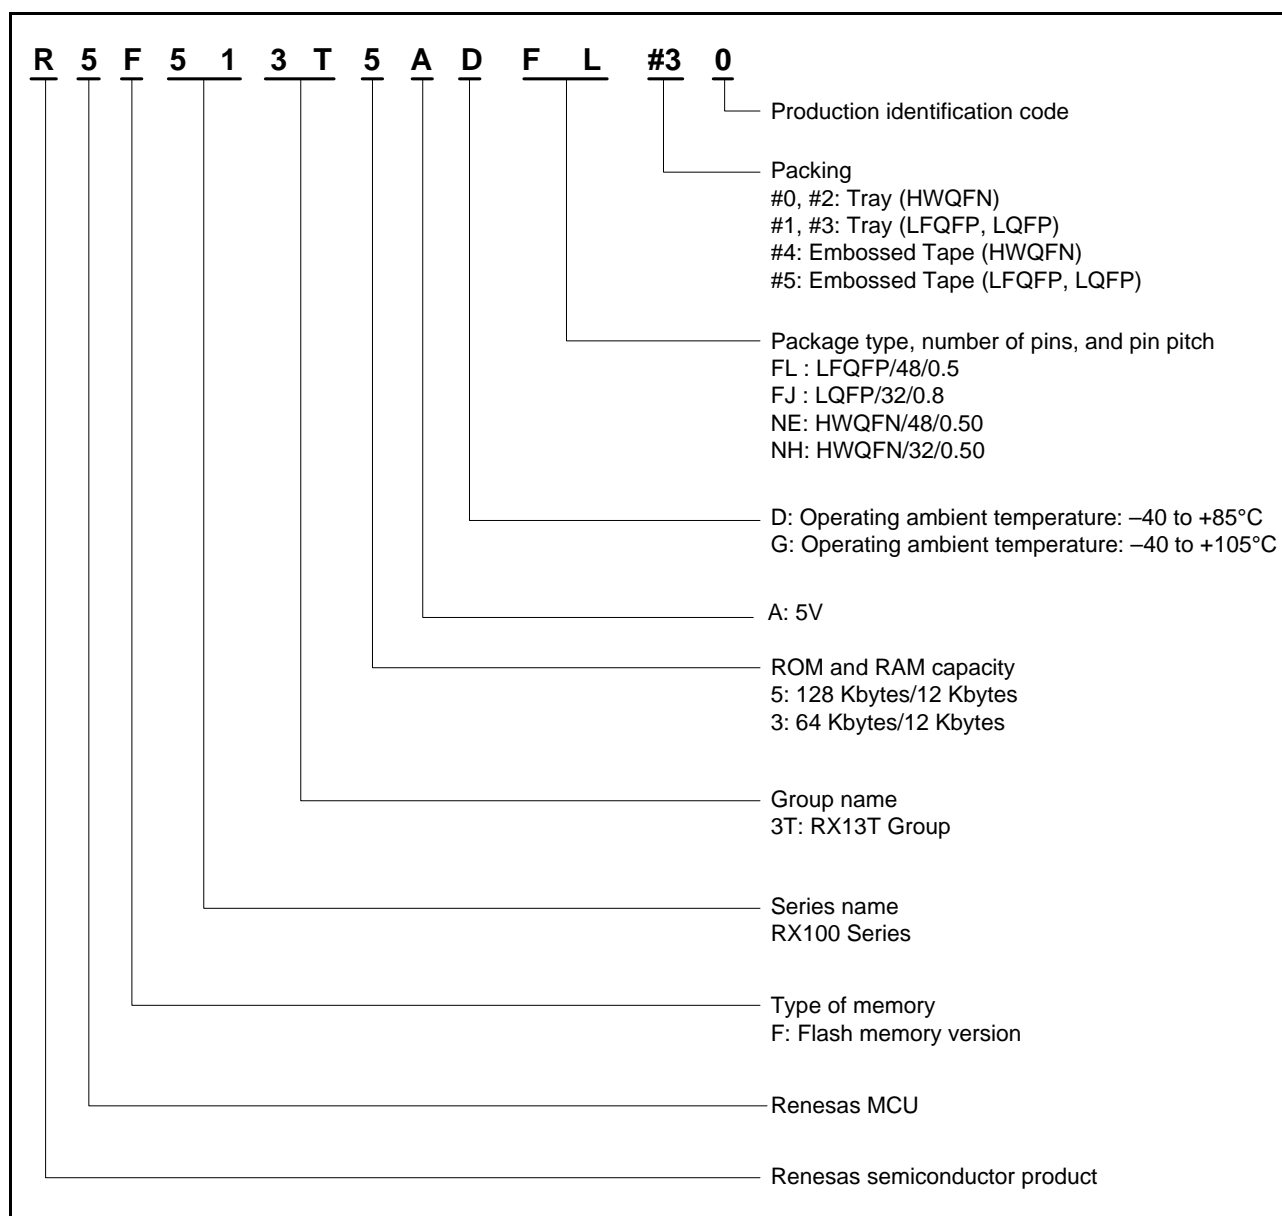 R 5 F 5 1 3 T 5 A D F L #3 0
Production identification code
Packing
#0, #2: Tray (HWQFN)
#1, #3: Tray (LFQFP, LQFP)
#4: Embossed Tape (HWQFN)
#5: Embossed Tape (LFQFP, LQFP)
Package type, number of pins, and pin pitch
FL : LFQFP/48/0.5
FJ : LQFP/32/0.8
NE: HWQFN/48/0.50
NH: HWQFN/32/0.50
D: Operating ambient temperature: –40 to +85°C
G: Operating ambient temperature: –40 to +105°C
A: 5V
ROM and RAM capacity
5: 128 Kbytes/12 Kbytes
3: 64 Kbytes/12 Kbytes
Group name
3T: RX13T Group
Series name
RX100 Series
Type of memory
F: Flash memory version
Renesas MCU
Renesas semiconductor product